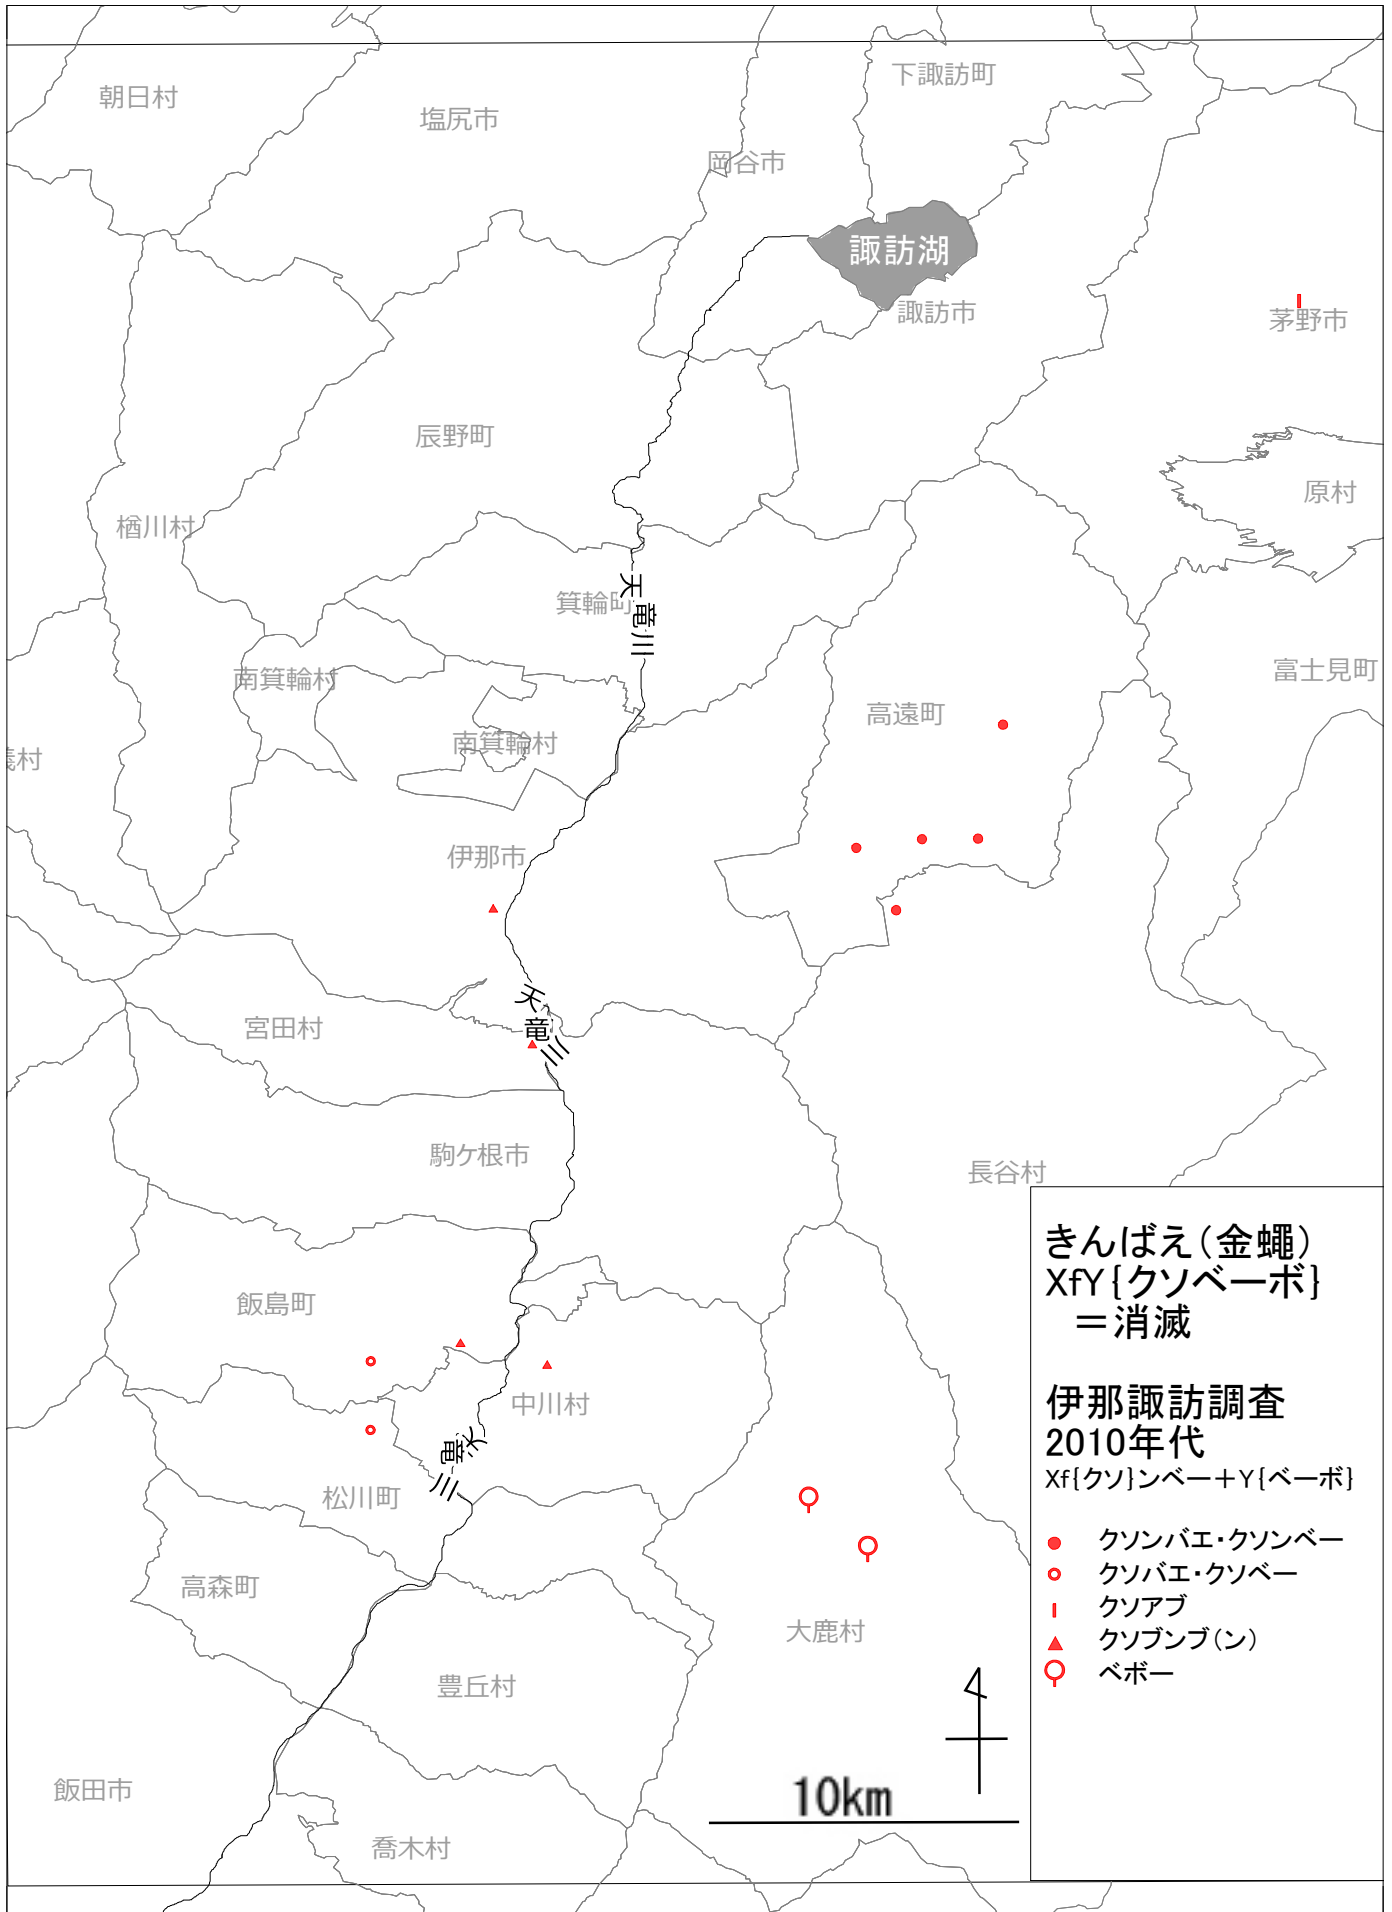 朝日村
塩尻市
下諏訪町
岡谷市
諏訪湖
諏訪市
茅野市
辰野町
原村
楢川村
箕輪町
天竜川
南箕輪村
富士見町
高遠町
南箕輪村
村
伊那市
天竜川
宮田村
駒ケ根市
長谷村
飯島町
中川村
天竜川
松川町
高森町
大鹿村
豊丘村
飯田市
喬木村
10km
きんばえ(金蠅)
XfY{クソベーボ}
=消滅
伊那諏訪調査
2010年代
Xf{クソ}ンベー+Y{ベーボ}
クソンバエ・クソンベー
クソバエ・クソベー
クソアブ
クソブンブ(ン)
ベボー